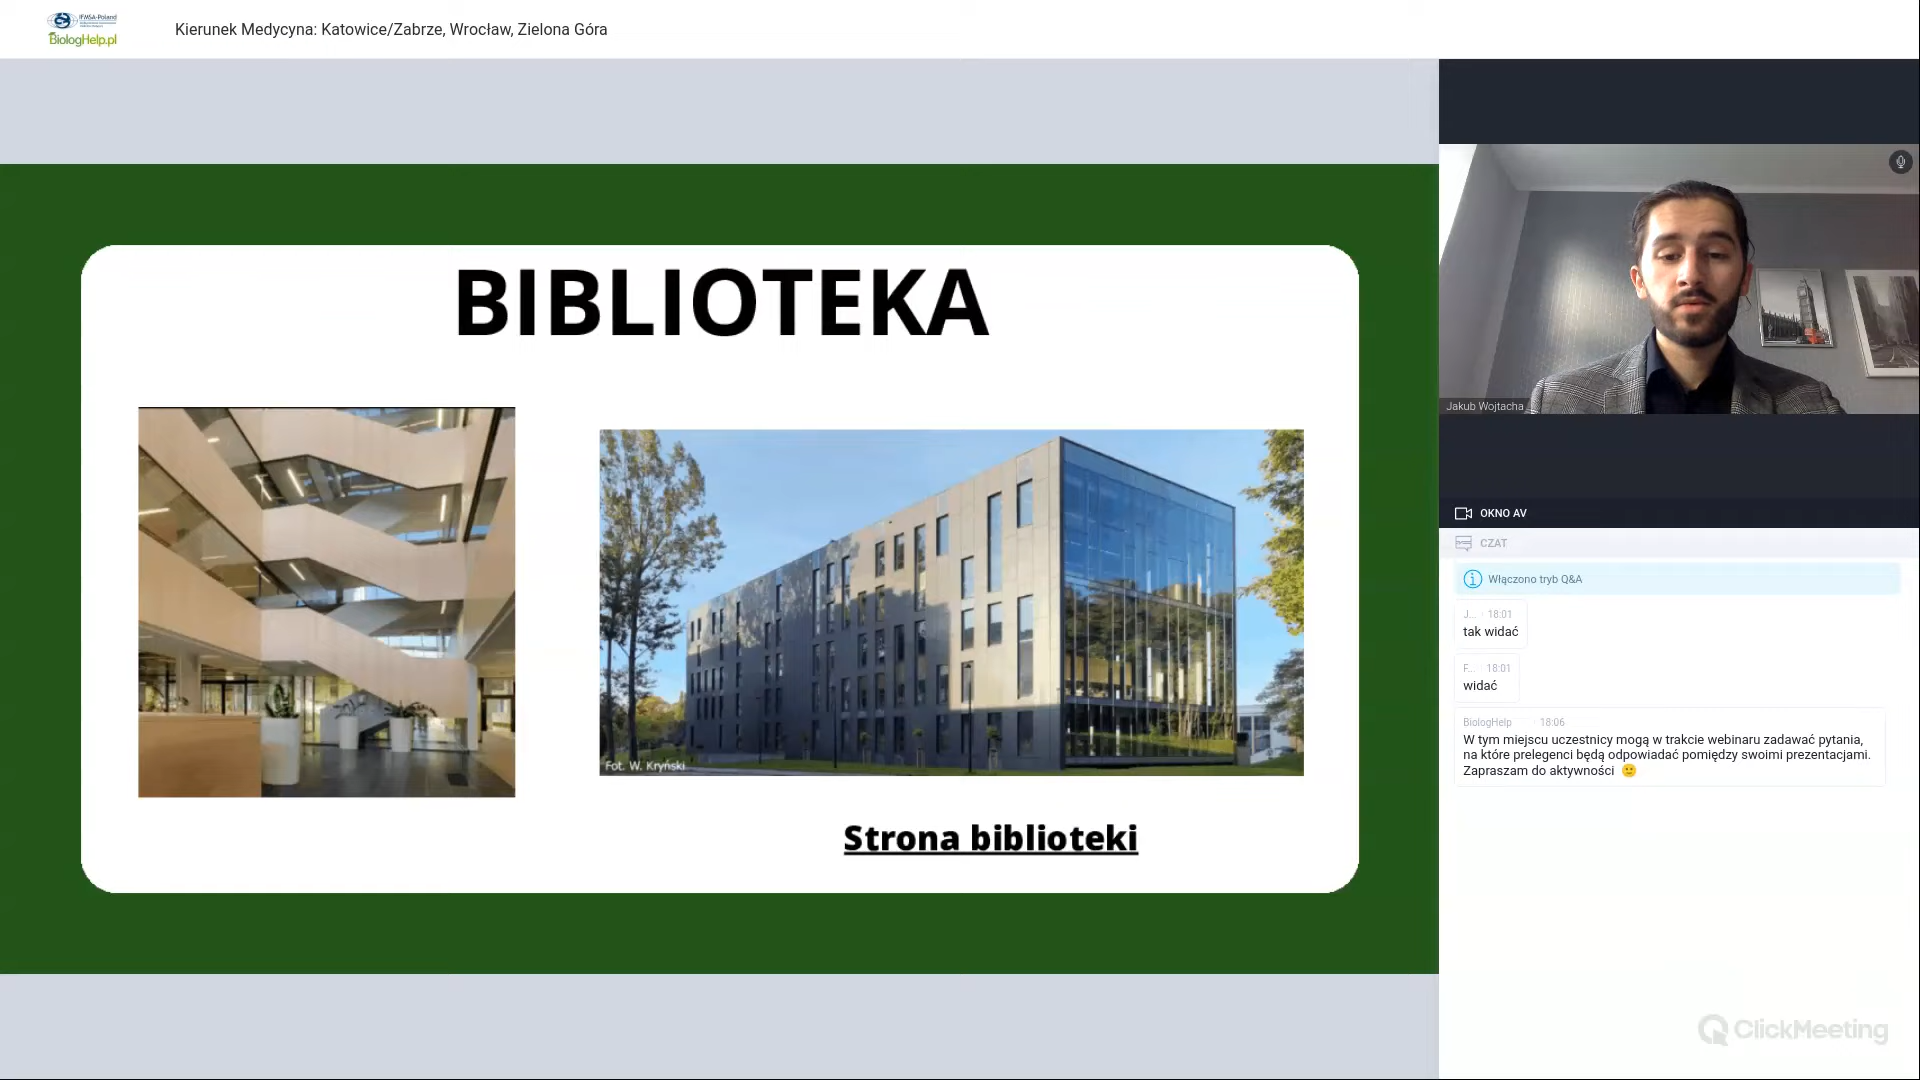 IFMSA-Poland
BiologHelp.pl
Kierunek Medycyna: Katowice/Zabrze, Wrocław, Zielona Góra
BIBLIOTEKA
Fot. W. Kryński
Strona biblioteki
Jakub Wojtacha
OKNO AV
CZAT
Włączono tryb Q&A
J... · 18:01
tak widać
F... · 18:01
widać
BiologHelp · 18:06
W tym miejscu uczestnicy mogą w trakcie webinaru zadawać pytania,
na które prelegenci będą odpowiadać pomiędzy swoimi prezentacjami.
Zapraszam do aktywności 🙂
ClickMeeting